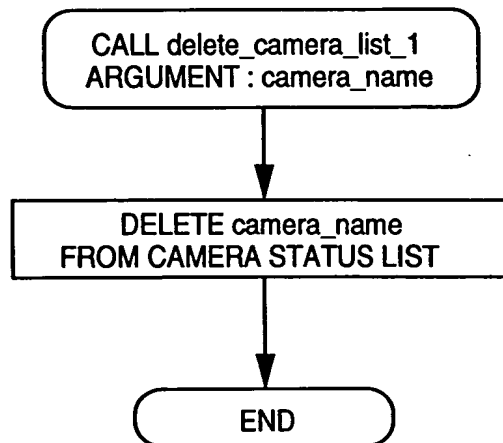 CALL delete_camera_list_1
ARGUMENT : camera_name
DELETE camera_name
FROM CAMERA STATUS LIST
END